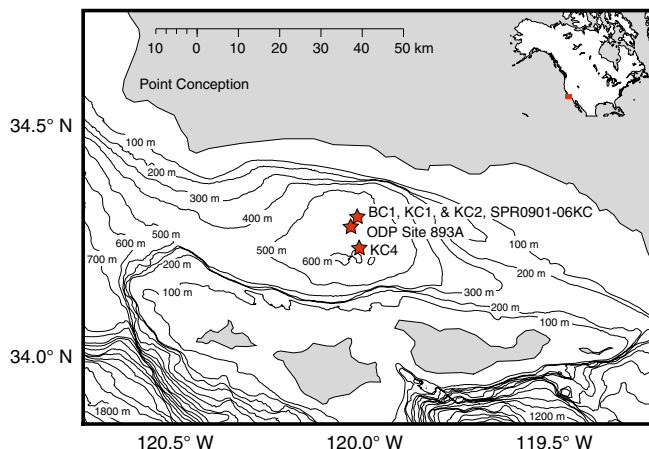 10 0 10 20 30 40 50 km
Point Conception
34.5° N
100 m
200 m
300 m
400 m
BC1, KC1, & KC2, SPR0901-06KC
ODP Site 893A
KC4
500 m
600 m
500 m
600 m
700 m
200 m
100 m
100 m
200 m
300 m
200 m
100 m
34.0° N
1800 m
1200 m
120.5° W 120.0° W 119.5° W